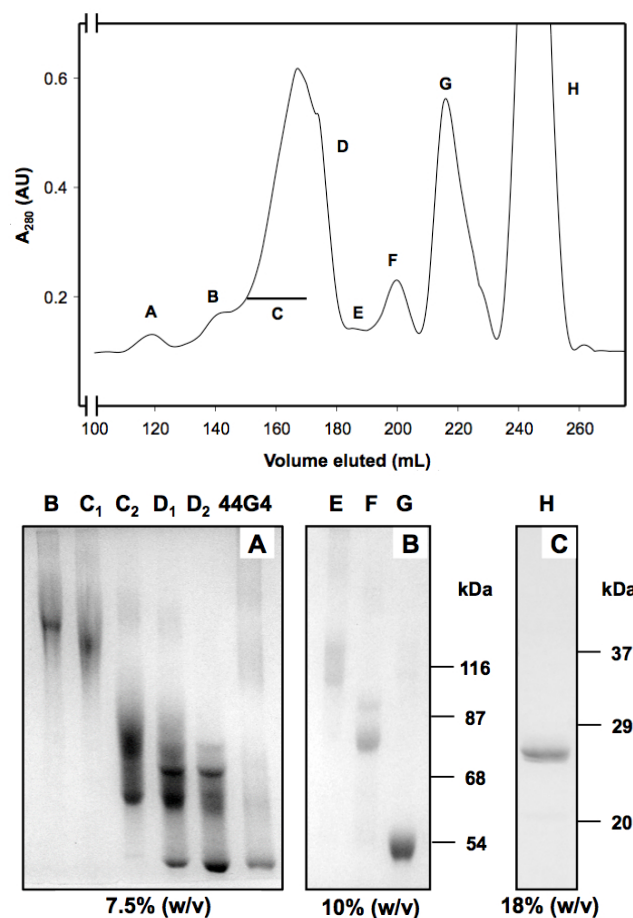 0.6
0.4
0.2
A₂₈₀ (AU)
A
B
C
D
E
F
G
H
100 120 140 160 180 200 220 240 260
Volume eluted (mL)
B C₁ C₂ D₁ D₂ 44G4
A
7.5% (w/v)
E F G
B
kDa
116
87
68
54
10% (w/v)
H
C
kDa
37
29
20
18% (w/v)